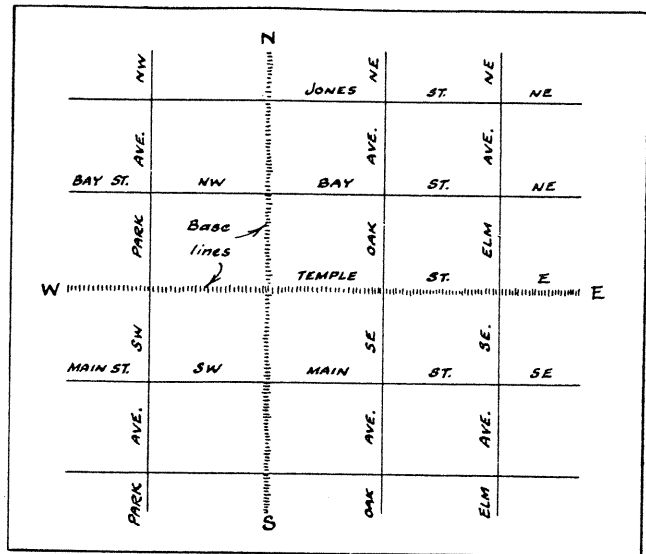 N
NW
NE
NE
JONES ST. NE
AVE.
AVE.
AVE.
BAY ST. NW BAY ST. NE
PARK
Base
lines
OAK
ELM
TEMPLE ST. E
W
E
SW
SE
SE.
MAIN ST. SW MAIN ST. SE
AVE.
AVE.
AVE.
PARK
OAK
ELM
S